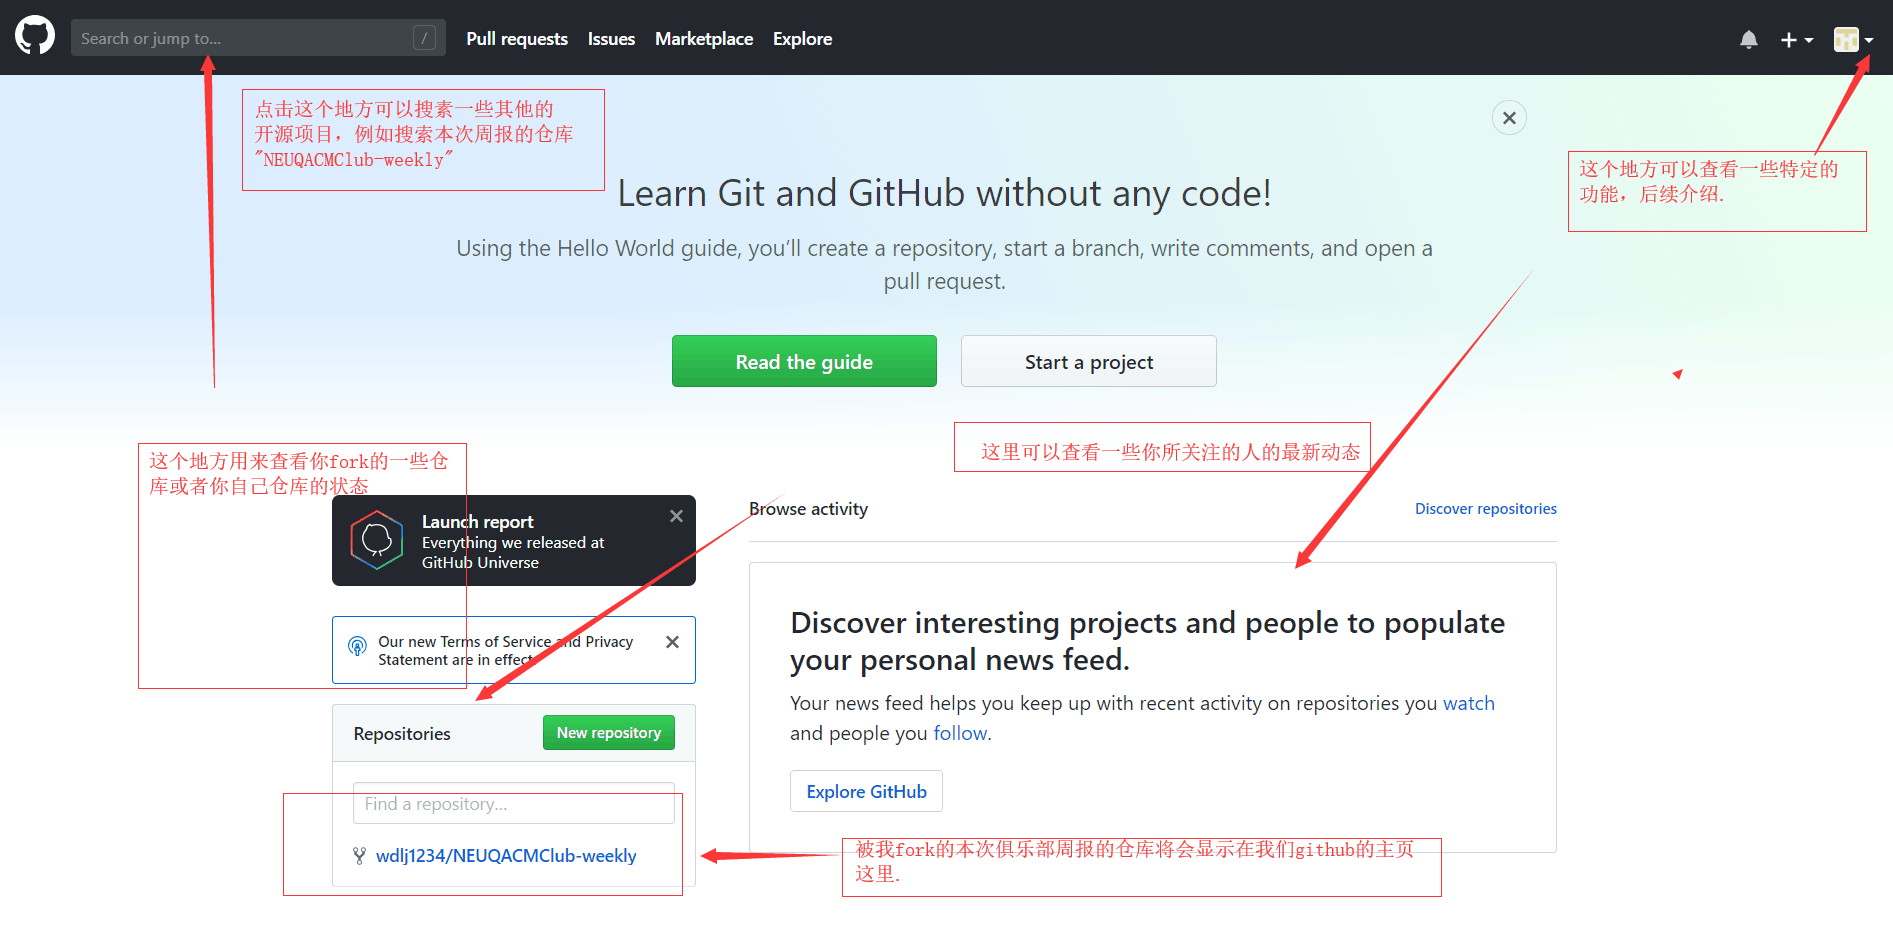 Search or jump to...
/
Pull requests
Issues
Marketplace
Explore
点击这个地方可以搜素一些其他的
开源项目，例如搜索本次周报的仓库
"NEUQACMClub-weekly"
这个地方可以查看一些特定的
功能，后续介绍.
Learn Git and GitHub without any code!
Using the Hello World guide, you’ll create a repository, start a branch, write comments, and open a
pull request.
Read the guide
Start a project
这里可以查看一些你所关注的人的最新动态
这个地方用来查看你fork的一些仓
库或者你自己仓库的状态
Launch report
Everything we released at
GitHub Universe
Browse activity
Discover repositories
Our new Terms of Service and Privacy
Statement are in effect.
Discover interesting projects and people to populate
your personal news feed.
Your news feed helps you keep up with recent activity on repositories you watch
and people you follow.
Explore GitHub
Repositories
New repository
Find a repository...
wdlj1234/NEUQACMClub-weekly
被我fork的本次俱乐部周报的仓库将会显示在我们github的主页
这里.